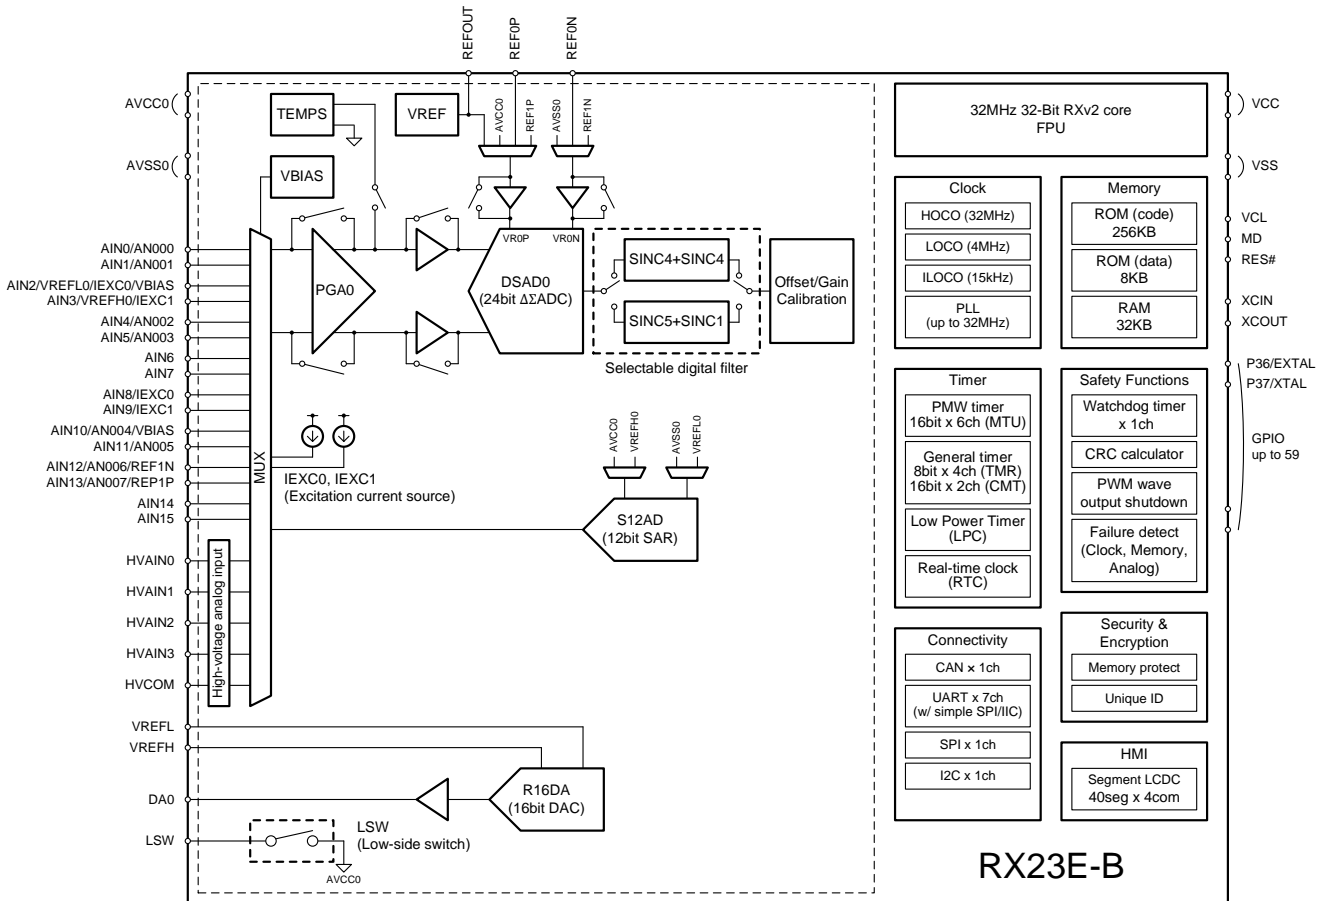 REFOUT
REF0P
REF0N
AVCC0
AVSS0
TEMPS
VREF
AVCC0
REF1P
AVSS0
REF1N
VBIAS
AIN0/AN000
AIN1/AN001
AIN2/VREFL0/IEXC0/VBIAS
AIN3/VREFH0/IEXC1
AIN4/AN002
AIN5/AN003
AIN6
AIN7
AIN8/IEXC0
AIN9/IEXC1
AIN10/AN004/VBIAS
AIN11/AN005
AIN12/AN006/REF1N
AIN13/AN007/REP1P
AIN14
AIN15
HVAIN0
HVAIN1
HVAIN2
HVAIN3
HVCOM
High-voltage analog input
MUX
VREFL
VREFH
DA0
LSW
PGA0
VR0P
VR0N
DSAD0
(24bit ΔΣADC)
SINC4+SINC4
SINC5+SINC1
Selectable digital filter
Offset/Gain
Calibration
IEXC0, IEXC1
(Excitation current source)
AVCC0
VREFH0
AVSS0
VREFL0
S12AD
(12bit SAR)
R16DA
(16bit DAC)
LSW
(Low-side switch)
AVCC0
32MHz 32-Bit RXv2 core
FPU
Clock
HOCO (32MHz)
LOCO (4MHz)
ILOCO (15kHz)
PLL
(up to 32MHz)
Memory
ROM (code)
256KB
ROM (data)
8KB
RAM
32KB
Timer
PMW timer
16bit x 6ch (MTU)
General timer
8bit x 4ch (TMR)
16bit x 2ch (CMT)
Low Power Timer
(LPC)
Real-time clock
(RTC)
Safety Functions
Watchdog timer
x 1ch
CRC calculator
PWM wave
output shutdown
Failure detect
(Clock, Memory,
Analog)
Connectivity
CAN × 1ch
UART x 7ch
(w/ simple SPI/IIC)
SPI x 1ch
I2C x 1ch
Security &
Encryption
Memory protect
Unique ID
HMI
Segment LCDC
40seg x 4com
RX23E-B
VCC
VSS
VCL
MD
RES#
XCIN
XCOUT
P36/EXTAL
P37/XTAL
GPIO
up to 59